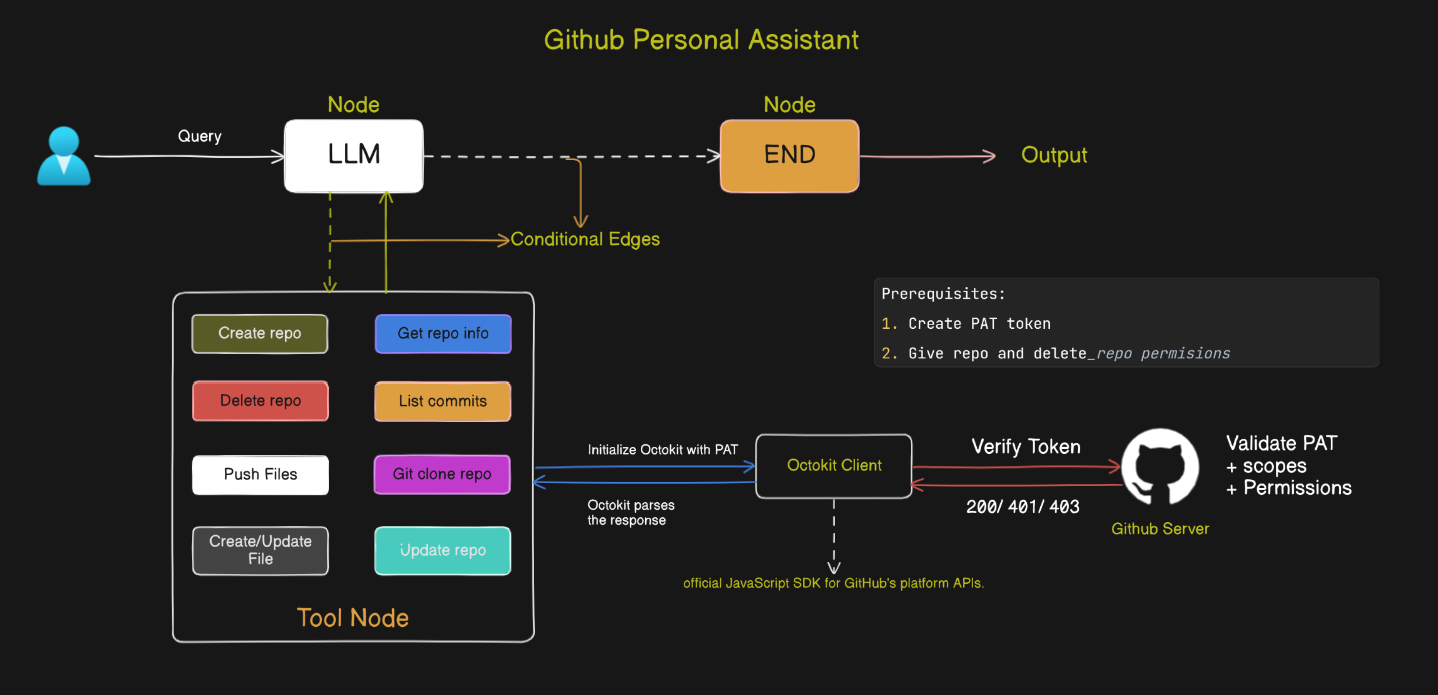 Github Personal Assistant
Node
Node
Query
LLM
END
Output
Conditional Edges
Prerequisites:
1. Create PAT token
2. Give repo and delete_repo permisions
Create repo
Get repo info
Delete repo
List commits
Push Files
Git clone repo
Create/Update
File
Update repo
Tool Node
Initialize Octokit with PAT
Octokit parses
the response
Octokit Client
official JavaScript SDK for GitHub's platform APIs.
Verify Token
200/ 401/ 403
Github Server
Validate PAT
+ scopes
+ Permissions